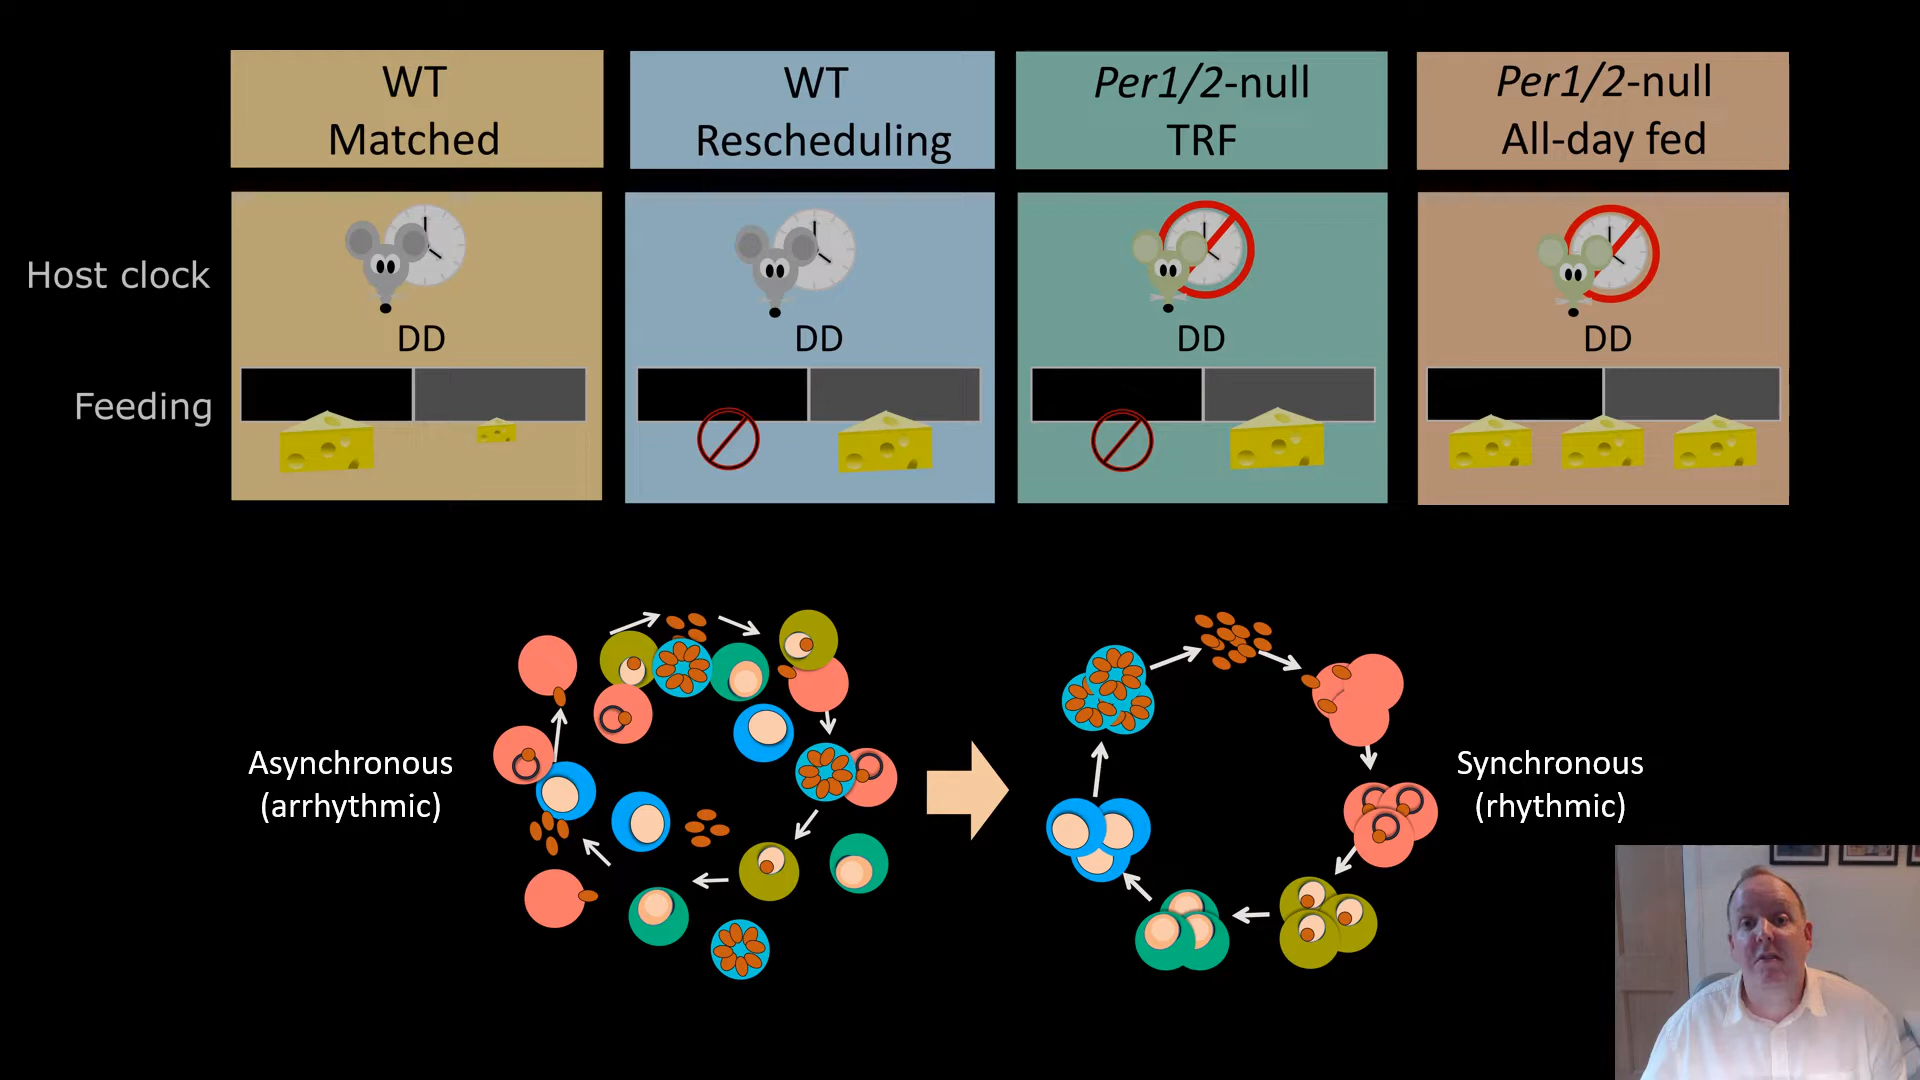 WT
Matched
WT
Rescheduling
Per1/2-null
TRF
Per1/2-null
All-day fed
Host clock
DD
DD
DD
DD
Feeding
Asynchronous
(arrhythmic)
Synchronous
(rhythmic)